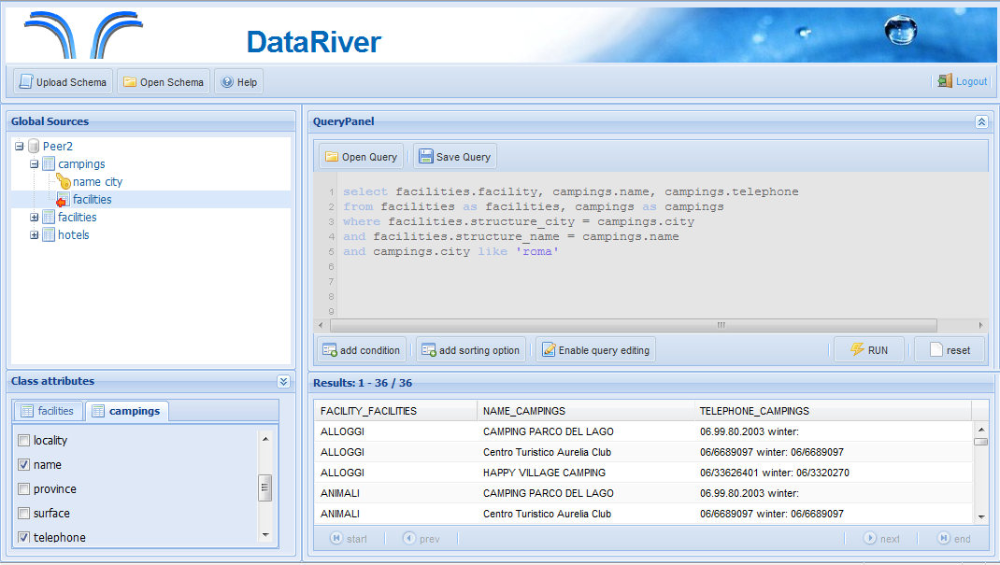 DataRiver
Upload Schema Open Schema Help Logout
Global Sources
Peer2
campings
name city
facilities
facilities
hotels
Class attributes
facilities campings
locality
name
province
surface
telephone
QueryPanel
Open Query Save Query
1 select facilities.facility, campings.name, campings.telephone
2 from facilities as facilities, campings as campings
3 where facilities.structure_city = campings.city
4 and facilities.structure_name = campings.name
5 and campings.city like 'roma'
6
7
8
9
add condition add sorting option Enable query editing RUN reset
Results: 1 - 36 / 36
FACILITY_FACILITIES NAME_CAMPINGS TELEPHONE_CAMPINGS
ALLOGGI CAMPING PARCO DEL LAGO 06.99.80.2003 winter:
ALLOGGI Centro Turistico Aurelia Club 06/6689097 winter: 06/6689097
ALLOGGI HAPPY VILLAGE CAMPING 06/33626401 winter: 06/3320270
ANIMALI CAMPING PARCO DEL LAGO 06.99.80.2003 winter:
ANIMALI Centro Turistico Aurelia Club 06/6689097 winter: 06/6689097
start prev next end